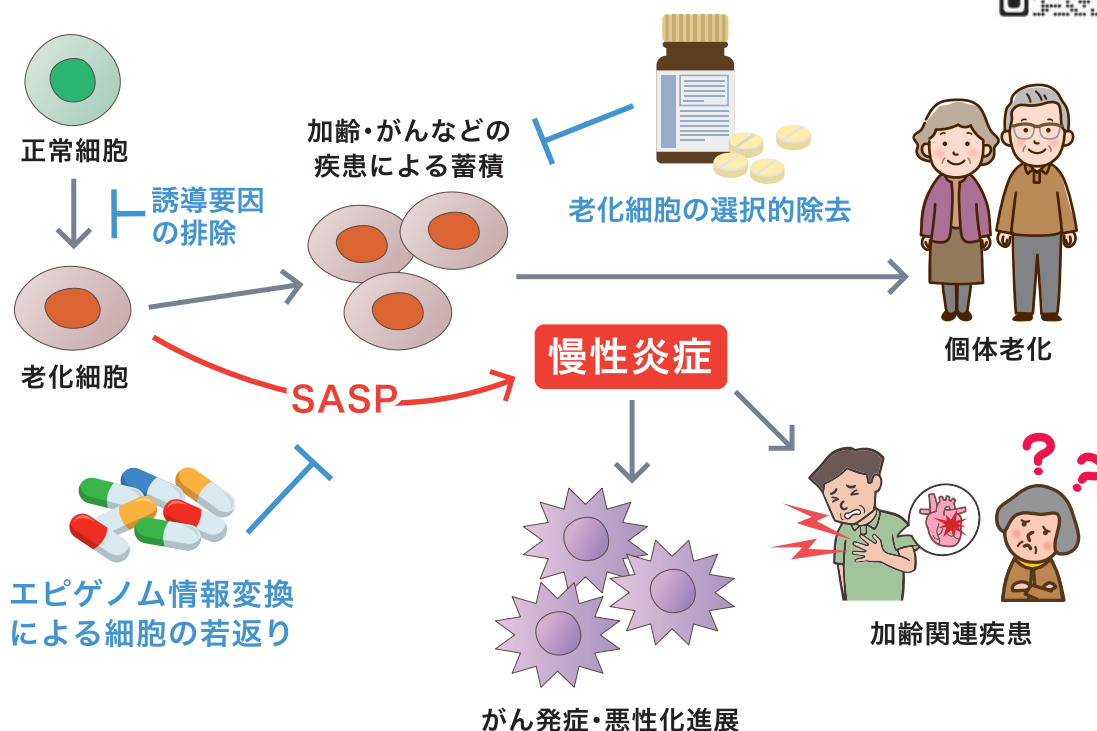 正常細胞
誘導要因
の排除
老化細胞
加齢・がんなどの
疾患による蓄積
老化細胞の選択的除去
個体老化
SASP
慢性炎症
エピゲノム情報変換
による細胞の若返り
がん発症・悪性化進展
加齢関連疾患
?
?